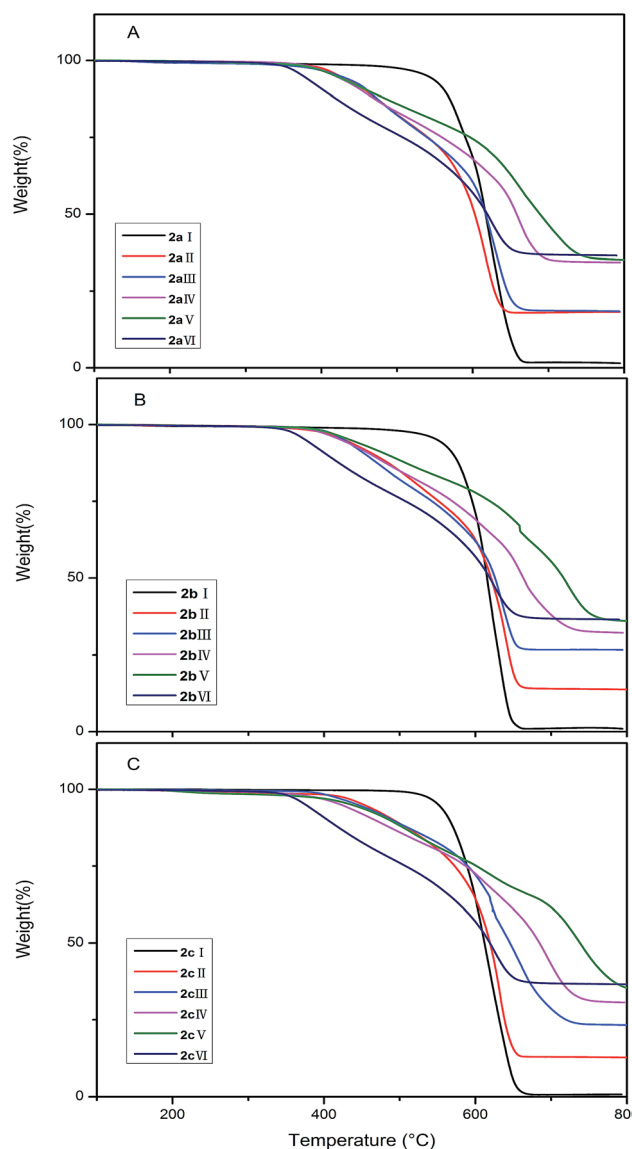 A
100
Weight(%)
50
2a I
2a II
2a III
2a IV
2a V
2a VI
0
B
100
Weight(%)
50
2b I
2b II
2b III
2b IV
2b V
2b VI
0
C
100
Weight(%)
50
2c I
2c II
2c III
2c IV
2c V
2c VI
0
200 400 600 80
Temperature (°C)